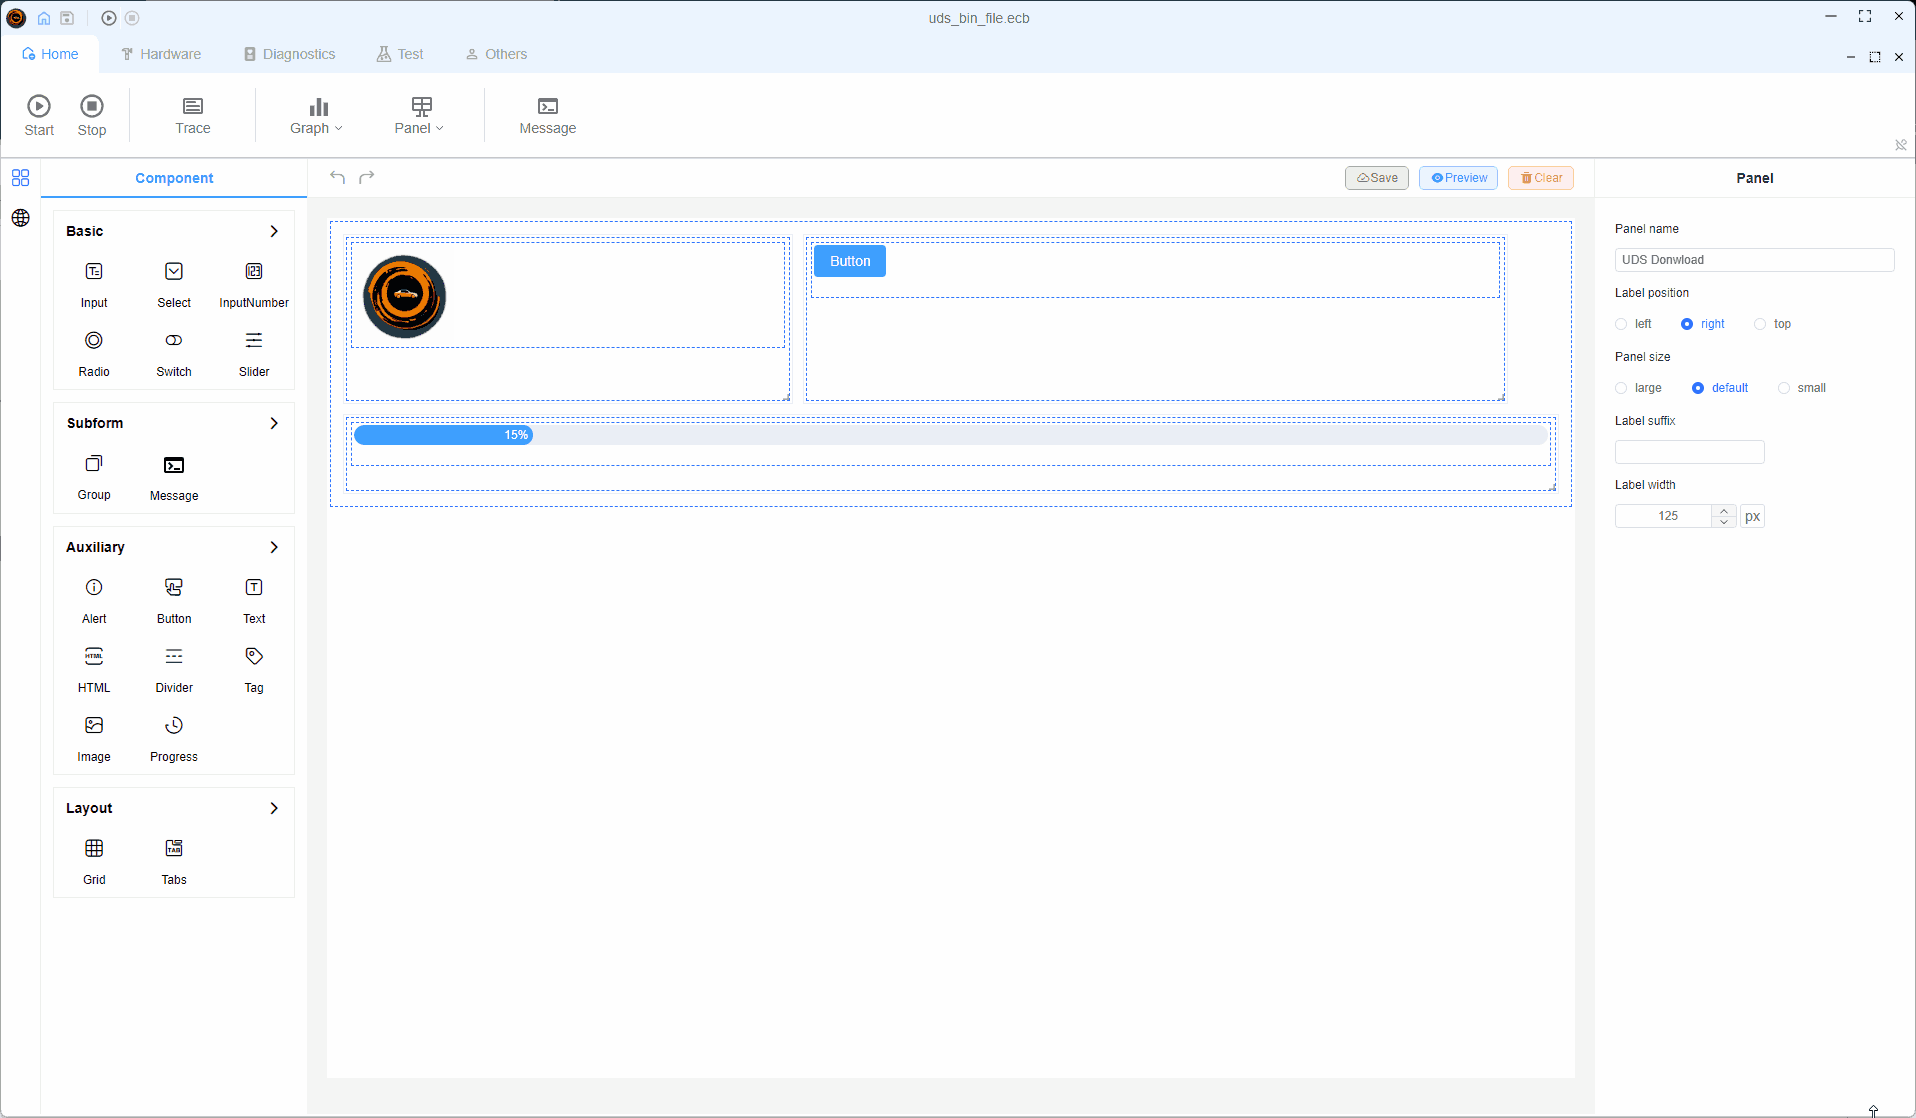 uds_bin_file.ecb
Home
Hardware
Diagnostics
Test
Others
Start
Stop
Trace
Graph
Panel
Message
Component
Save
Preview
Clear
Panel
Basic
Input
Select
InputNumber
Radio
Switch
Slider
Subform
Group
Message
Auxiliary
Alert
Button
Text
HTML
HTML
Divider
Tag
Image
Progress
Layout
TAB
Grid
Tabs
Button
15%
Panel name
UDS Donwload
Label position
left
right
top
Panel size
large
default
small
Label suffix
Label width
125
px